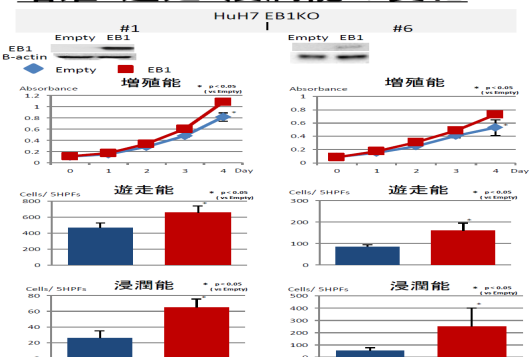 HuH7 EB1KO
#1
#6
Empty EB1
Empty EB1
EB1
B-actin
Empty EB1
増殖能
Absorbance
* p<0.05
(vs Empty)
1.2
1
0.8
0.6
0.4
0.2
0
0 1 2 3 4 Day
*
増殖能
Absorbance
* p<0.05
(vs Empty)
1
0.8
0.6
0.4
0.2
0
0 1 2 3 4 Day
*
遊走能
Cells/ 5HPFs
* p<0.05
(vs Empty)
800
600
400
200
0
*
遊走能
Cells/ 5HPFs
* p<0.05
(vs Empty)
300
200
100
0
*
浸潤能
Cells/ 5HPFs
* p<0.05
(vs Empty)
80
60
40
20
*
浸潤能
Cells/ 5HPFs
* p<0.05
(vs Empty)
500
400
300
200
100
0
*